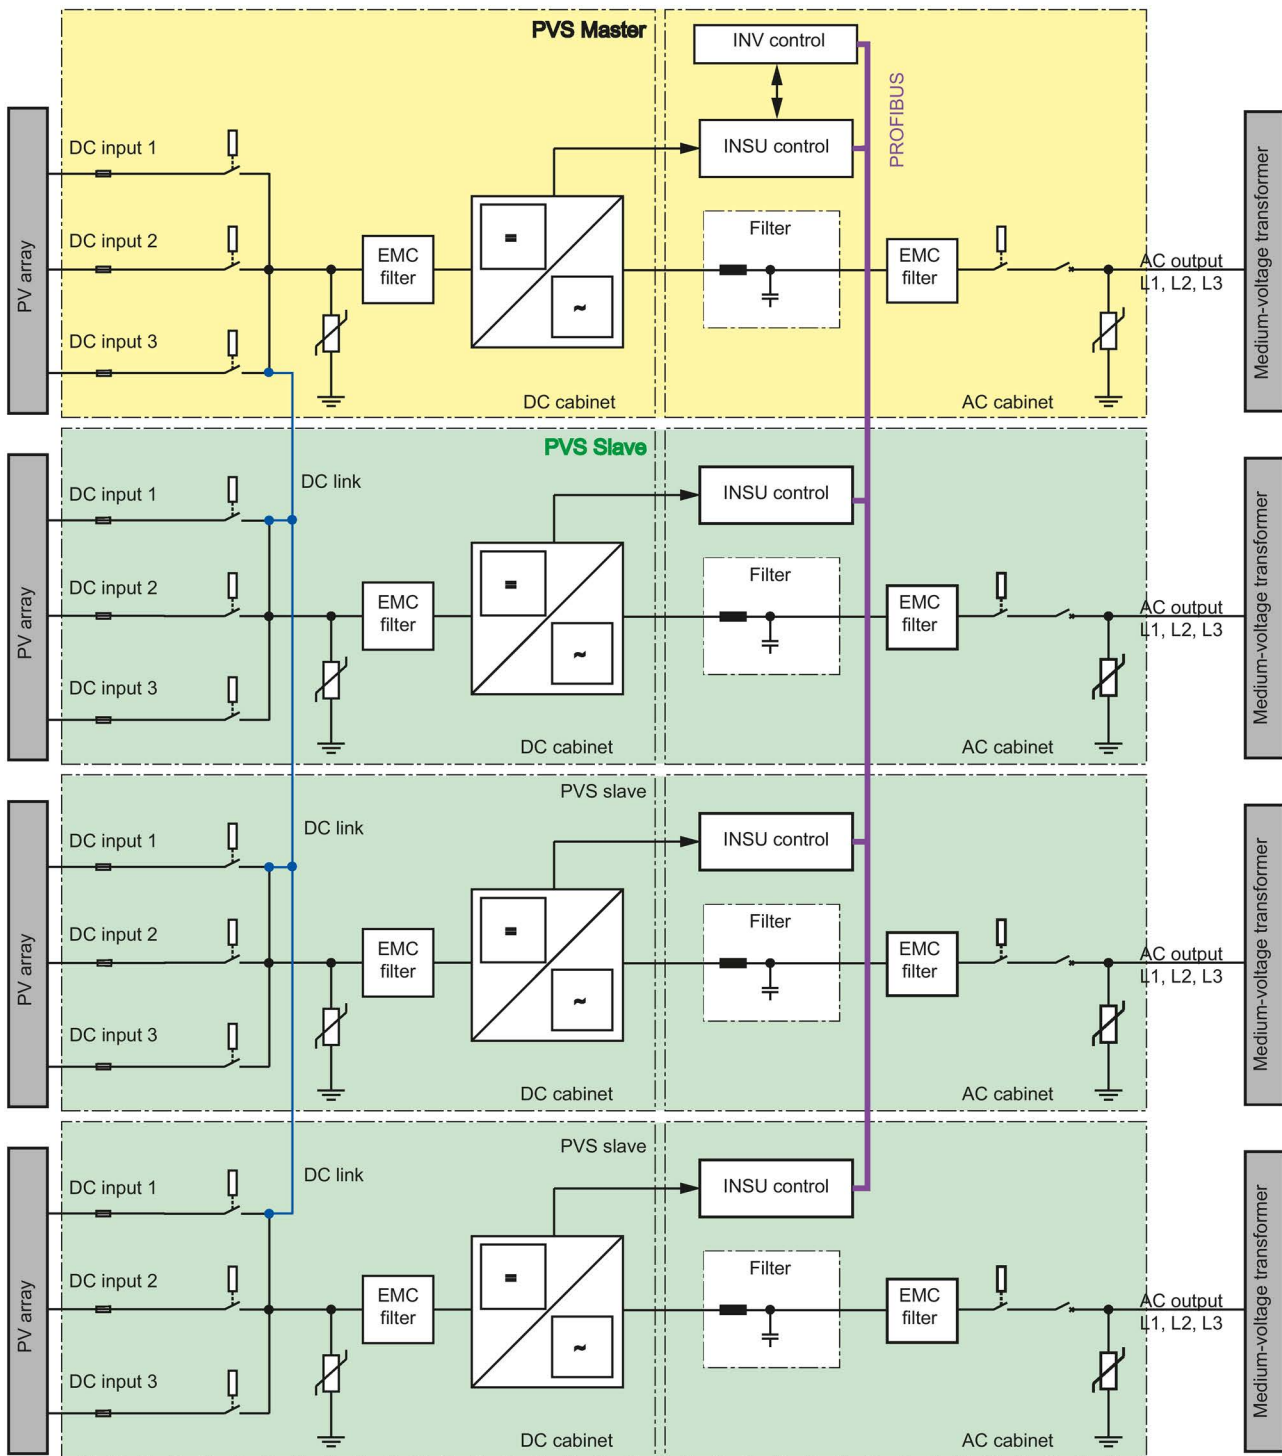 PVS Master
INV control
PROFIBUS
INSU control
DC input 1
DC input 2
DC input 3
PV array
EMC
filter
=
~
Filter
EMC
filter
AC output
L1, L2, L3
Medium-voltage transformer
DC cabinet
AC cabinet
PVS Slave
DC link
INSU control
DC input 1
DC input 2
DC input 3
PV array
EMC
filter
=
~
Filter
EMC
filter
AC output
L1, L2, L3
Medium-voltage transformer
DC cabinet
AC cabinet
PVS slave
DC link
INSU control
DC input 1
DC input 2
DC input 3
PV array
EMC
filter
=
~
Filter
EMC
filter
AC output
L1, L2, L3
Medium-voltage transformer
DC cabinet
AC cabinet
PVS slave
DC link
INSU control
DC input 1
DC input 2
DC input 3
PV array
EMC
filter
=
~
Filter
EMC
filter
AC output
L1, L2, L3
Medium-voltage transformer
DC cabinet
AC cabinet